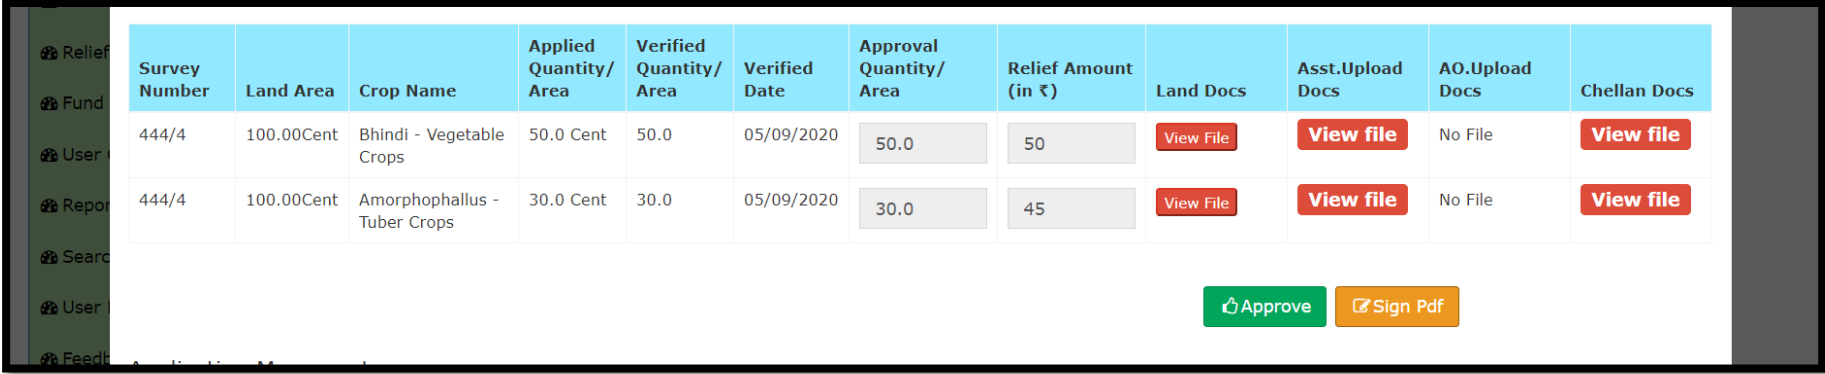 Relief
Fund
User
Repor
Searc
User
Feedb
Survey Number
Land Area
Crop Name
Applied Quantity/ Area
Verified Quantity/ Area
Verified Date
Approval Quantity/ Area
Relief Amount (in ₹)
Land Docs
Asst.Upload Docs
AO.Upload Docs
Chellan Docs
444/4 100.00Cent Bhindi - Vegetable Crops 50.0 Cent 50.0 05/09/2020 50.0 50 View File View file No File View file
444/4 100.00Cent Amorphophallus - Tuber Crops 30.0 Cent 30.0 05/09/2020 30.0 45 View File View file No File View file
Approve
Sign Pdf